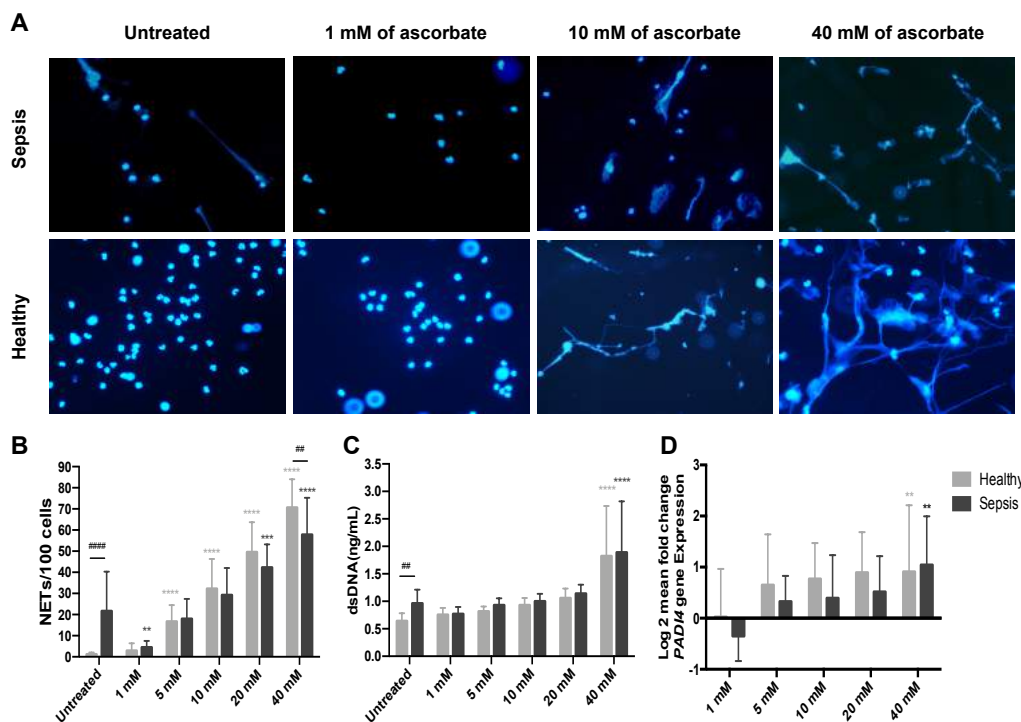 A
Untreated
1 mM of ascorbate
10 mM of ascorbate
40 mM of ascorbate
Sepsis
Healthy
B
NETs/100 cells
90
80
70
60
50
40
30
20
10
0
####
**
****
****
****
***
##
****
****
Untreated
1 mM
5 mM
10 mM
20 mM
40 mM
C
dsDNA(ng/mL)
3.5
3.0
2.5
2.0
1.5
1.0
0.5
0.0
##
****
****
Untreated
1 mM
5 mM
10 mM
20 mM
40 mM
D
Log 2 mean fold change
PADI4 gene Expression
3
2
1
0
-1
**
**
1 mM
5 mM
10 mM
20 mM
40 mM
Healthy
Sepsis